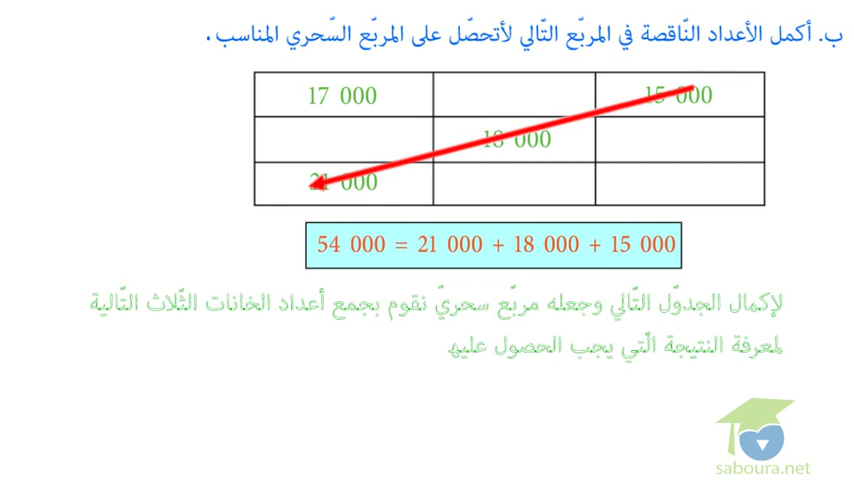 ب. أكمل الأعداد النّاقصة في المربّع التّالي لأتحصّل على المربّع السّحري المناسب.
17 000 15 000
18 000
21 000
54 000 = 21 000 + 18 000 + 15 000
لإكمال الجدوّل التّالي وجعله مربّع سحريّ نقوم بجمع أعداد الخانات الثّلاث التّالية
لمعرفة النتيجة الّتي يجب الحصول عليها
saboura.net